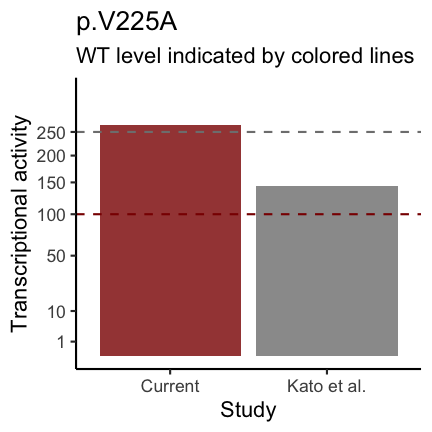 p.V225A
WT level indicated by colored lines
Transcriptional activity
250
200
150
100
50
10
1
Current
Kato et al.
Study